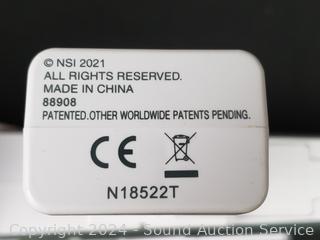 © NSI 2021
ALL RIGHTS RESERVED.
MADE IN CHINA
88908
PATENTED.OTHER WORLDWIDE PATENTS PENDING.
CE
N18522T
Copyright 2024 - Sound Auction Service